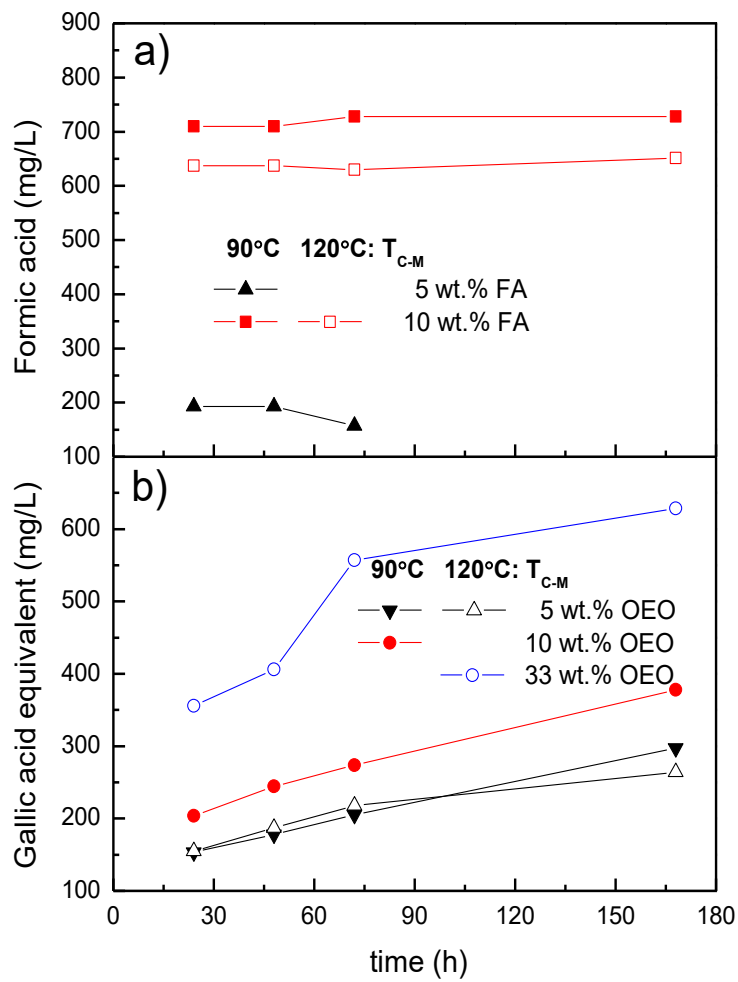 a)
Formic acid (mg/L)
900
800
700
600
500
400
300
200
100
90°C 120°C: T_C-M
5 wt.% FA
10 wt.% FA
b)
Gallic acid equivalent (mg/L)
600
500
400
300
200
100
90°C 120°C: T_C-M
5 wt.% OEO
10 wt.% OEO
33 wt.% OEO
0 30 60 90 120 150 180
time (h)